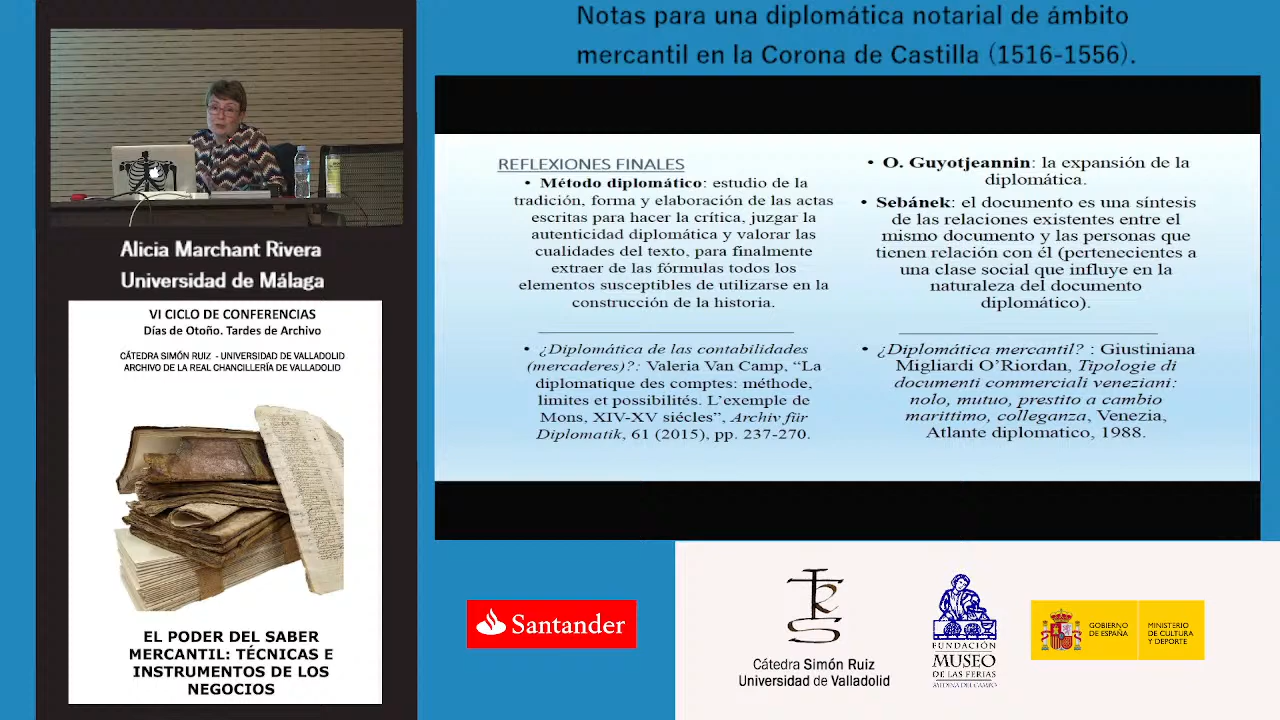 Notas para una diplomática notarial de ámbito
mercantil en la Corona de Castilla (1516-1556).
Alicia Marchant Rivera
Universidad de Málaga
VI CICLO DE CONFERENCIAS
Días de Otoño. Tardes de Archivo
CÁTEDRA SIMÓN RUIZ - UNIVERSIDAD DE VALLADOLID
ARCHIVO DE LA REAL CHANCILLERÍA DE VALLADOLID
EL PODER DEL SABER
MERCANTIL: TÉCNICAS E
INSTRUMENTOS DE LOS
NEGOCIOS
REFLEXIONES FINALES
• Método diplomático: estudio de la
tradición, forma y elaboración de las actas
escritas para hacer la crítica, juzgar la
autenticidad diplomática y valorar las
cualidades del texto, para finalmente
extraer de las fórmulas todos los
elementos susceptibles de utilizarse en la
construcción de la historia.
• ¿Diplomática de las contabilidades
(mercaderes)?: Valeria Van Camp, “La
diplomatique des comptes: méthode,
limites et possibilités. L’exemple de
Mons, XIV-XV siécles”, Archiv für
Diplomatik, 61 (2015), pp. 237-270.
• O. Guyotjeannin: la expansión de la
diplomática.
• Sebánek: el documento es una síntesis
de las relaciones existentes entre el
mismo documento y las personas que
tienen relación con él (pertenecientes a
una clase social que influye en la
naturaleza del documento
diplomático).
• ¿Diplomática mercantil? : Giustiniana
Migliardi O’Riordan, Tipologie di
documenti commerciali veneziani:
nolo, mutuo, prestito a cambio
marittimo, colleganza, Venezia,
Atlante diplomatico, 1988.
Santander
Cátedra Simón Ruiz
Universidad de Valladolid
FUNDACIÓN
MUSEO
DE LAS FERIAS
MEDINA DEL CAMPO
GOBIERNO
DE ESPAÑA
MINISTERIO
DE CULTURA
Y DEPORTE